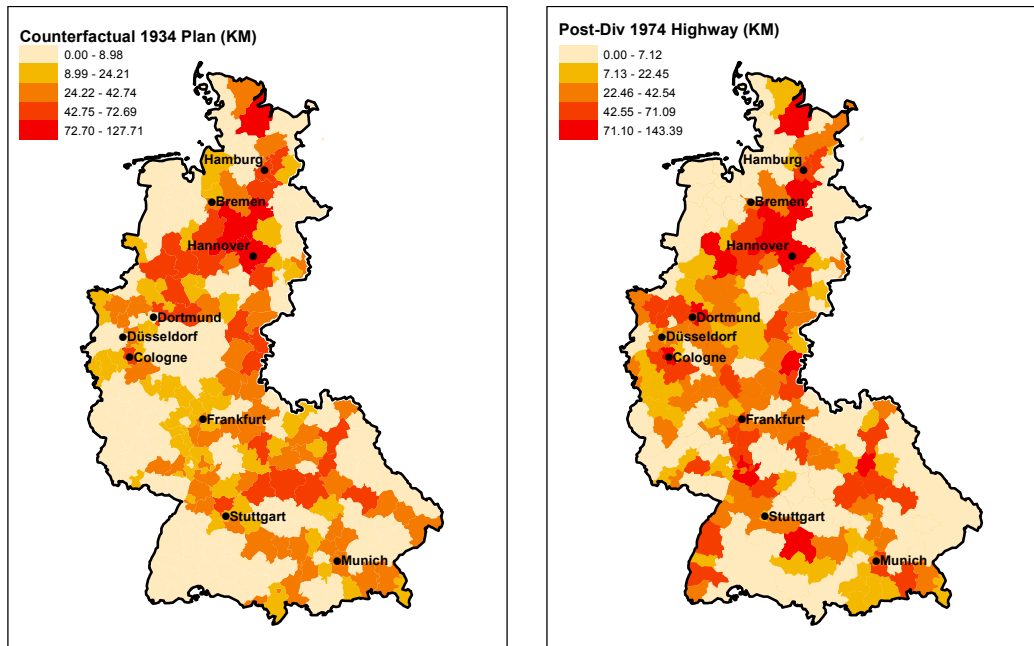 Counterfactual 1934 Plan (KM)
0.00 - 8.98
8.99 - 24.21
24.22 - 42.74
42.75 - 72.69
72.70 - 127.71
Hamburg
Bremen
Hannover
Dortmund
Düsseldorf
Cologne
Frankfurt
Stuttgart
Munich
Post-Div 1974 Highway (KM)
0.00 - 7.12
7.13 - 22.45
22.46 - 42.54
42.55 - 71.09
71.10 - 143.39
Hamburg
Bremen
Hannover
Dortmund
Düsseldorf
Cologne
Frankfurt
Stuttgart
Munich